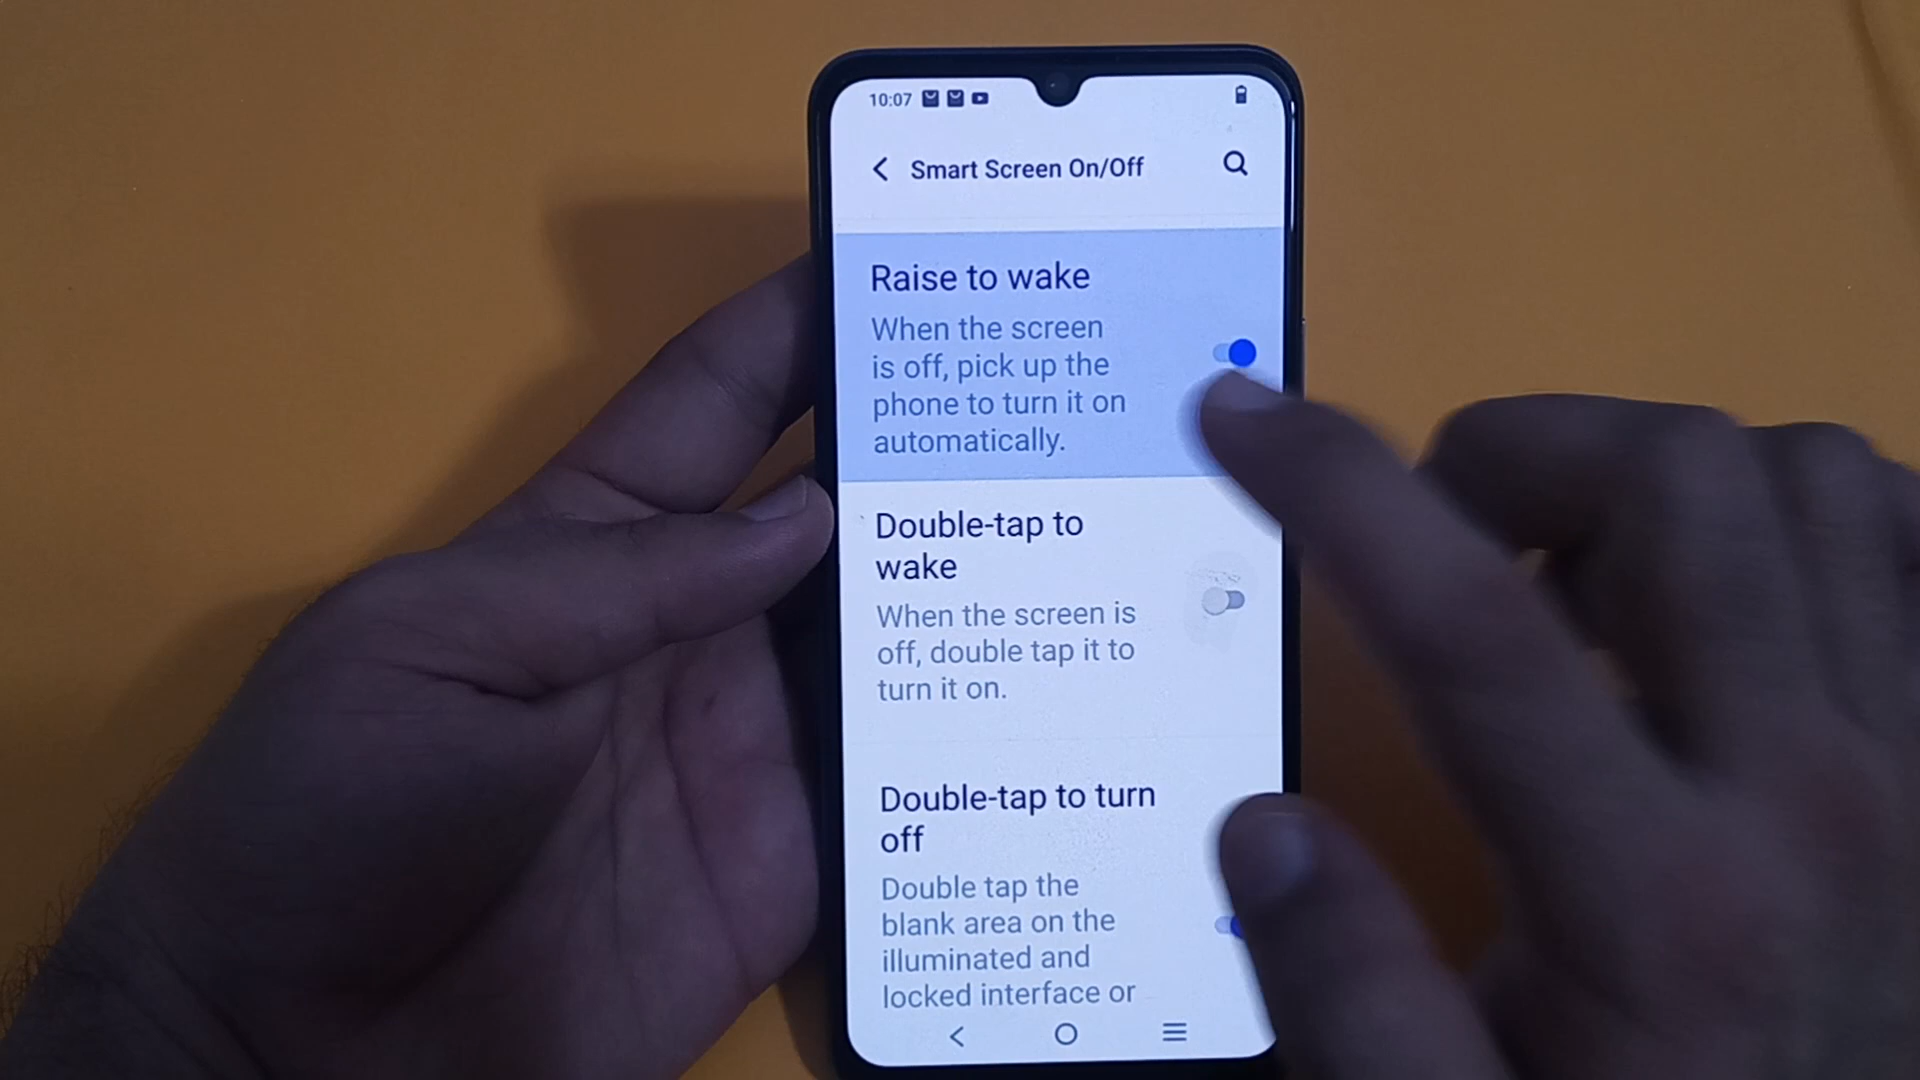 10:07
Smart Screen On/Off
Raise to wake
When the screen
is off, pick up the
phone to turn it on
automatically.
Double-tap to
wake
When the screen is
off, double tap it to
turn it on.
Double-tap to turn
off
Double tap the
blank area on the
illuminated and
locked interface or